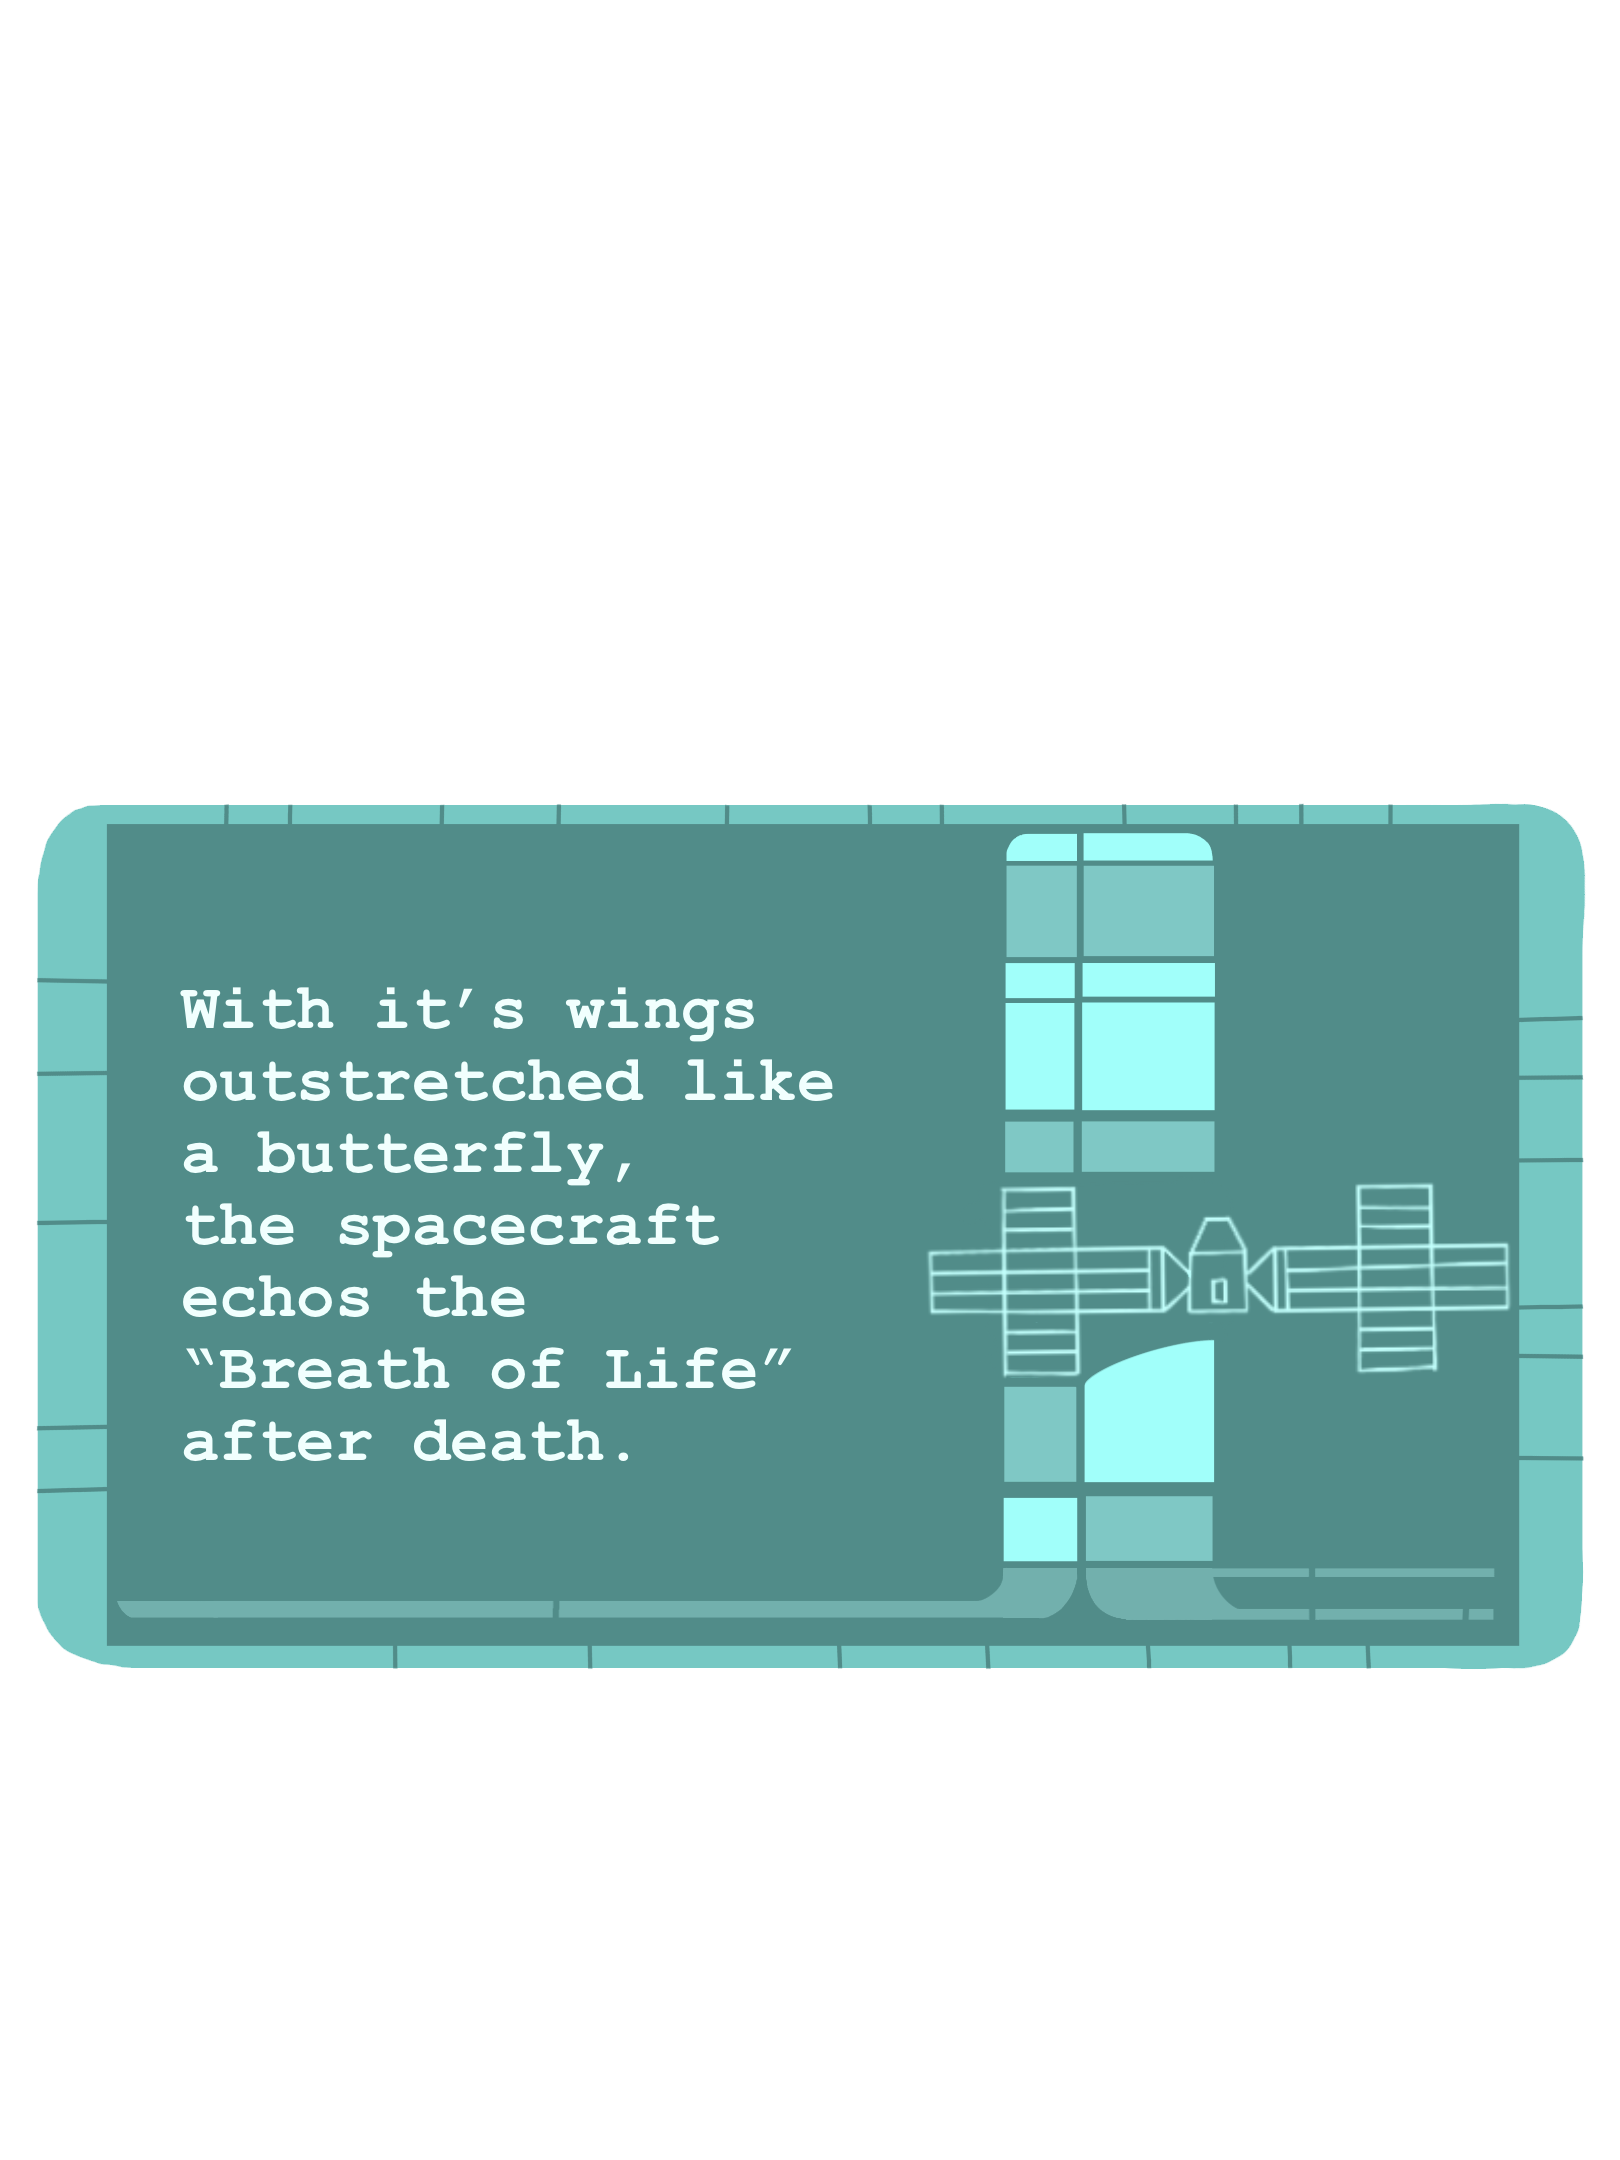 With it’s wings
outstretched like
a butterfly,
the spacecraft
echos the
“Breath of Life”
after death.